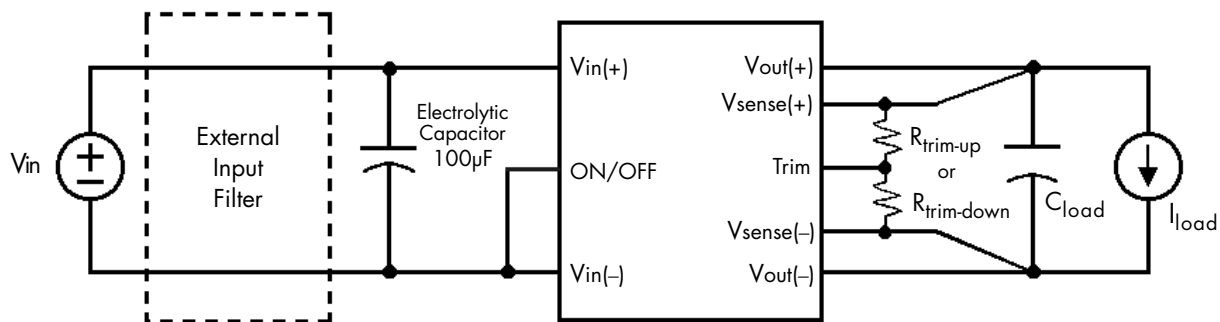 Vin
External
Input
Filter
Electrolytic
Capacitor
100µF
Vin(+)
ON/OFF
Vin(–)
Vout(+)
Vsense(+)
Trim
Vsense(–)
Vout(–)
Rtrim-up
or
Rtrim-down
Cload
Iload